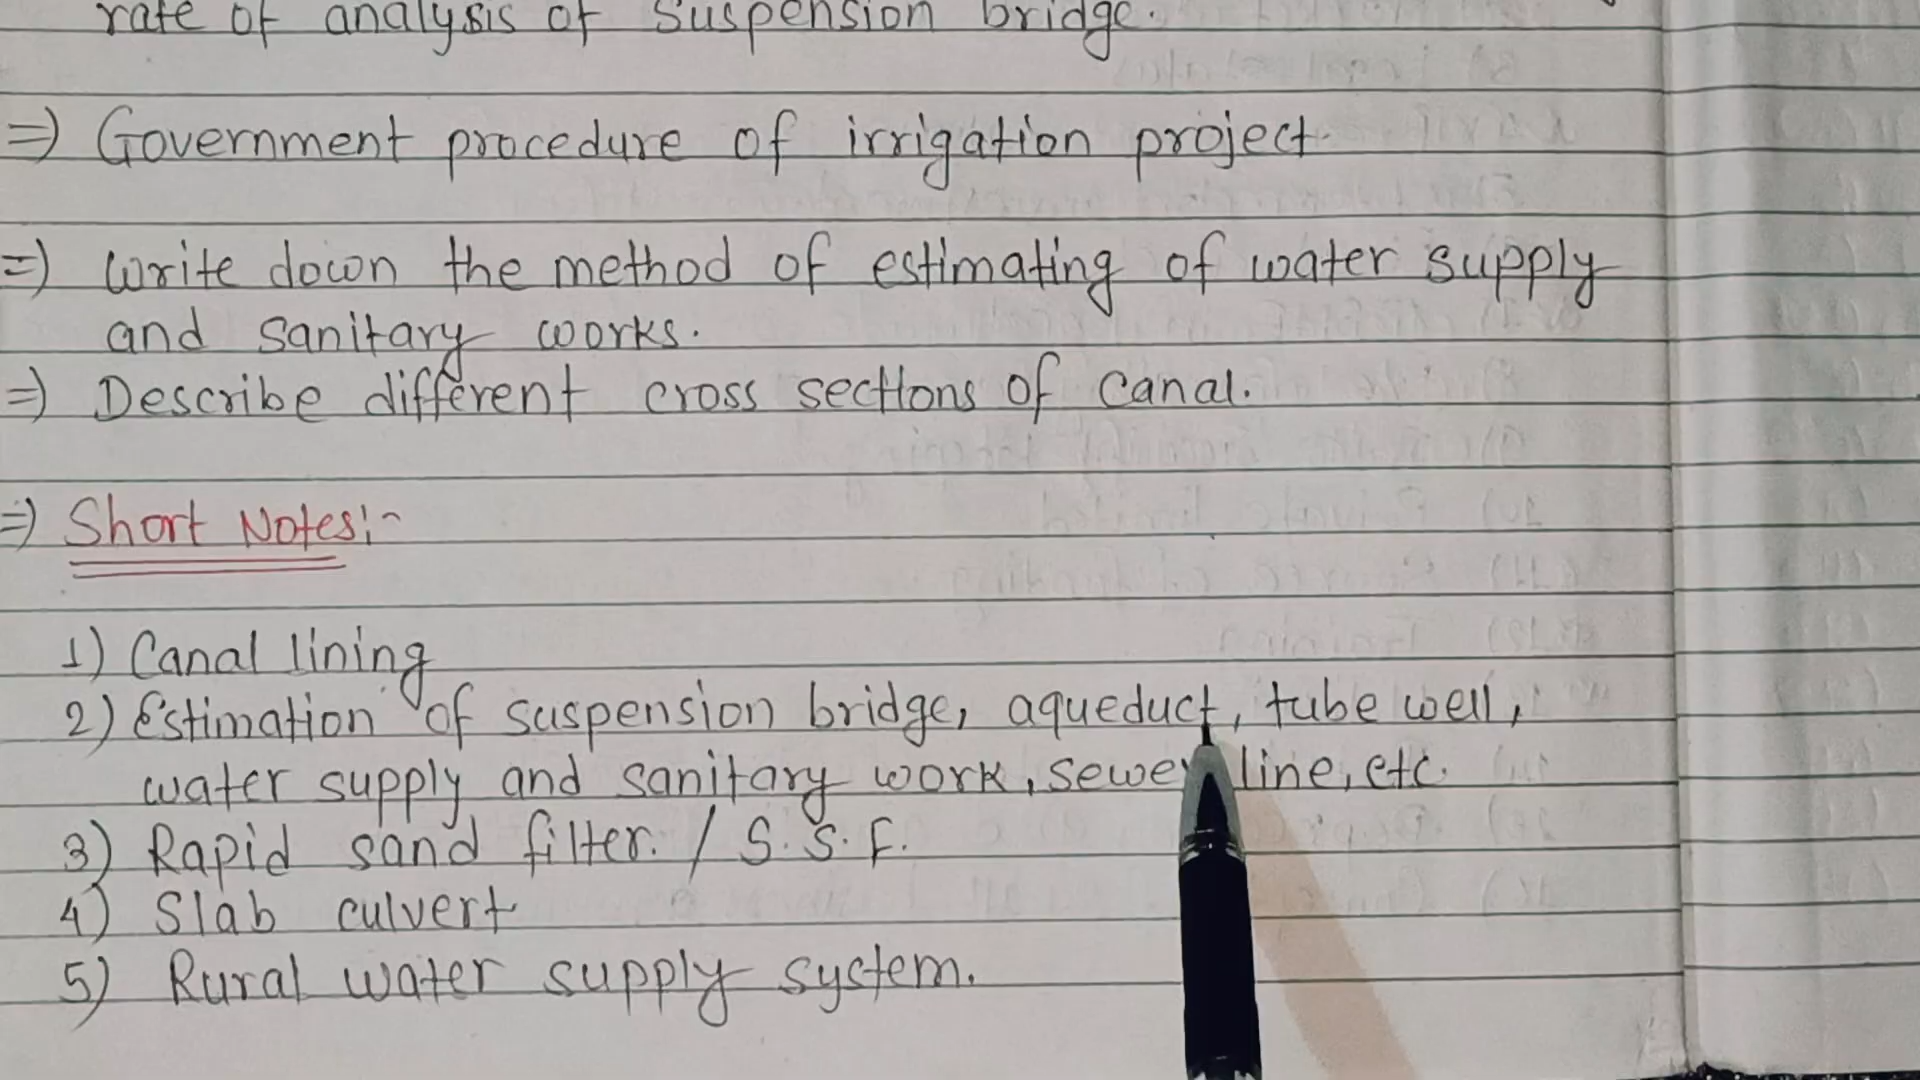 rate of analysis of suspension bridge.
=) Government procedure of irrigation project.
=) Write down the method of estimating of water supply
and sanitary works.
=) Describe different cross sections of canal.
=) Short Notes:-
1) Canal lining
2) Estimation of suspension bridge, aqueduct, tube well,
water supply and sanitary work, sewer line, etc.
3) Rapid sand filter. / S.S.F.
4) Slab culvert
5) Rural water supply system.